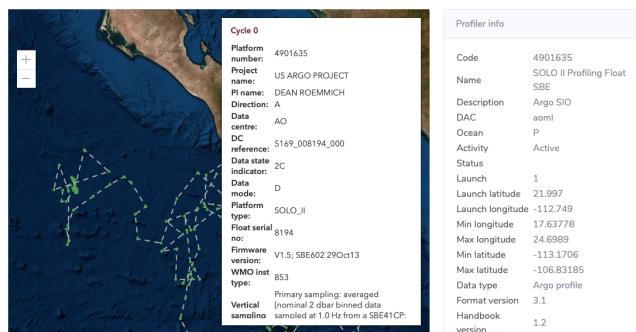 Cycle 0
Platform
number: 4901635
Project
name: US ARGO PROJECT
PI name: DEAN ROEMMICH
Direction: A
Data
centre: AO
DC
reference: 5169_008194_000
Data state
indicator: 2C
Data
mode: D
Platform
type: SOLO_II
Float serial
no: 8194
Firmware
version: V1.5; SBE602 29Oct13
WMO inst
type: 853
Primary sampling: averaged
Vertical [nominal 2 dbar binned data
sampling sampled at 1.0 Hz from a SBE41CP:
+
−
Profiler info
Code 4901635
Name SOLO II Profiling Float
SBE
Description Argo SIO
DAC aoml
Ocean P
Activity Active
Status
Launch 1
Launch latitude 21.997
Launch longitude -112.749
Min longitude 17.63778
Max longitude 24.6989
Min latitude -113.1706
Max latitude -106.83185
Data type Argo profile
Format version 3.1
Handbook
version 1.2